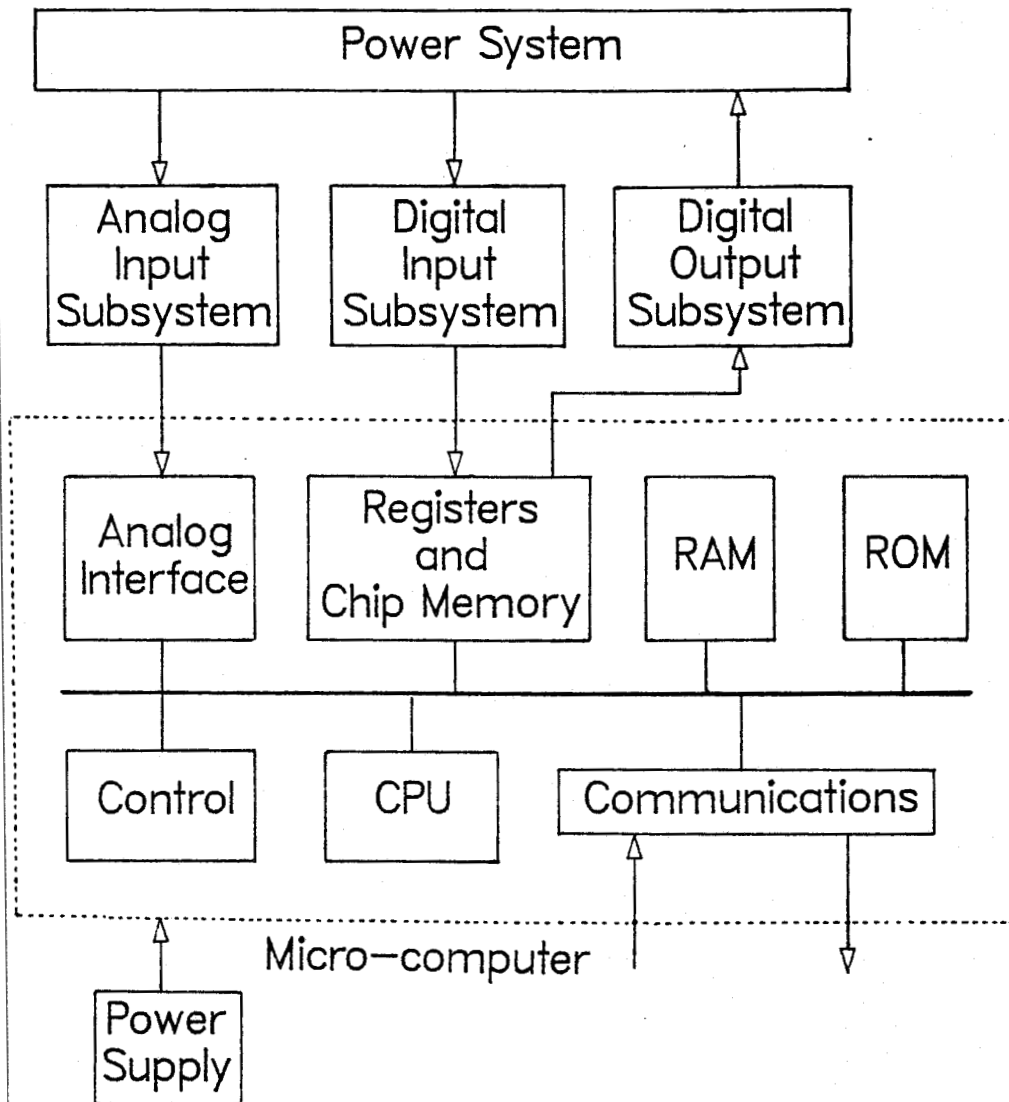 Power System
Analog
Input
Subsystem
Digital
Input
Subsystem
Digital
Output
Subsystem
Analog
Interface
Registers
and
Chip Memory
RAM
ROM
Control
CPU
Communications
Micro-computer
Power
Supply